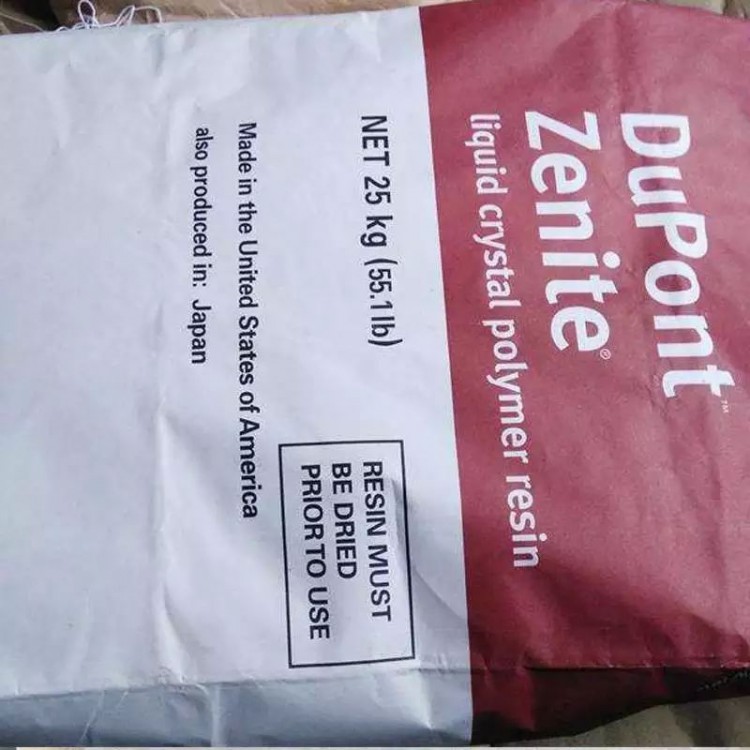 DuPont™
Zenite®
liquid crystal polymer resin
NET 25 kg (55.1 lb)
RESIN MUST
BE DRIED
PRIOR TO USE
Made in the United States of America
also produced in: Japan